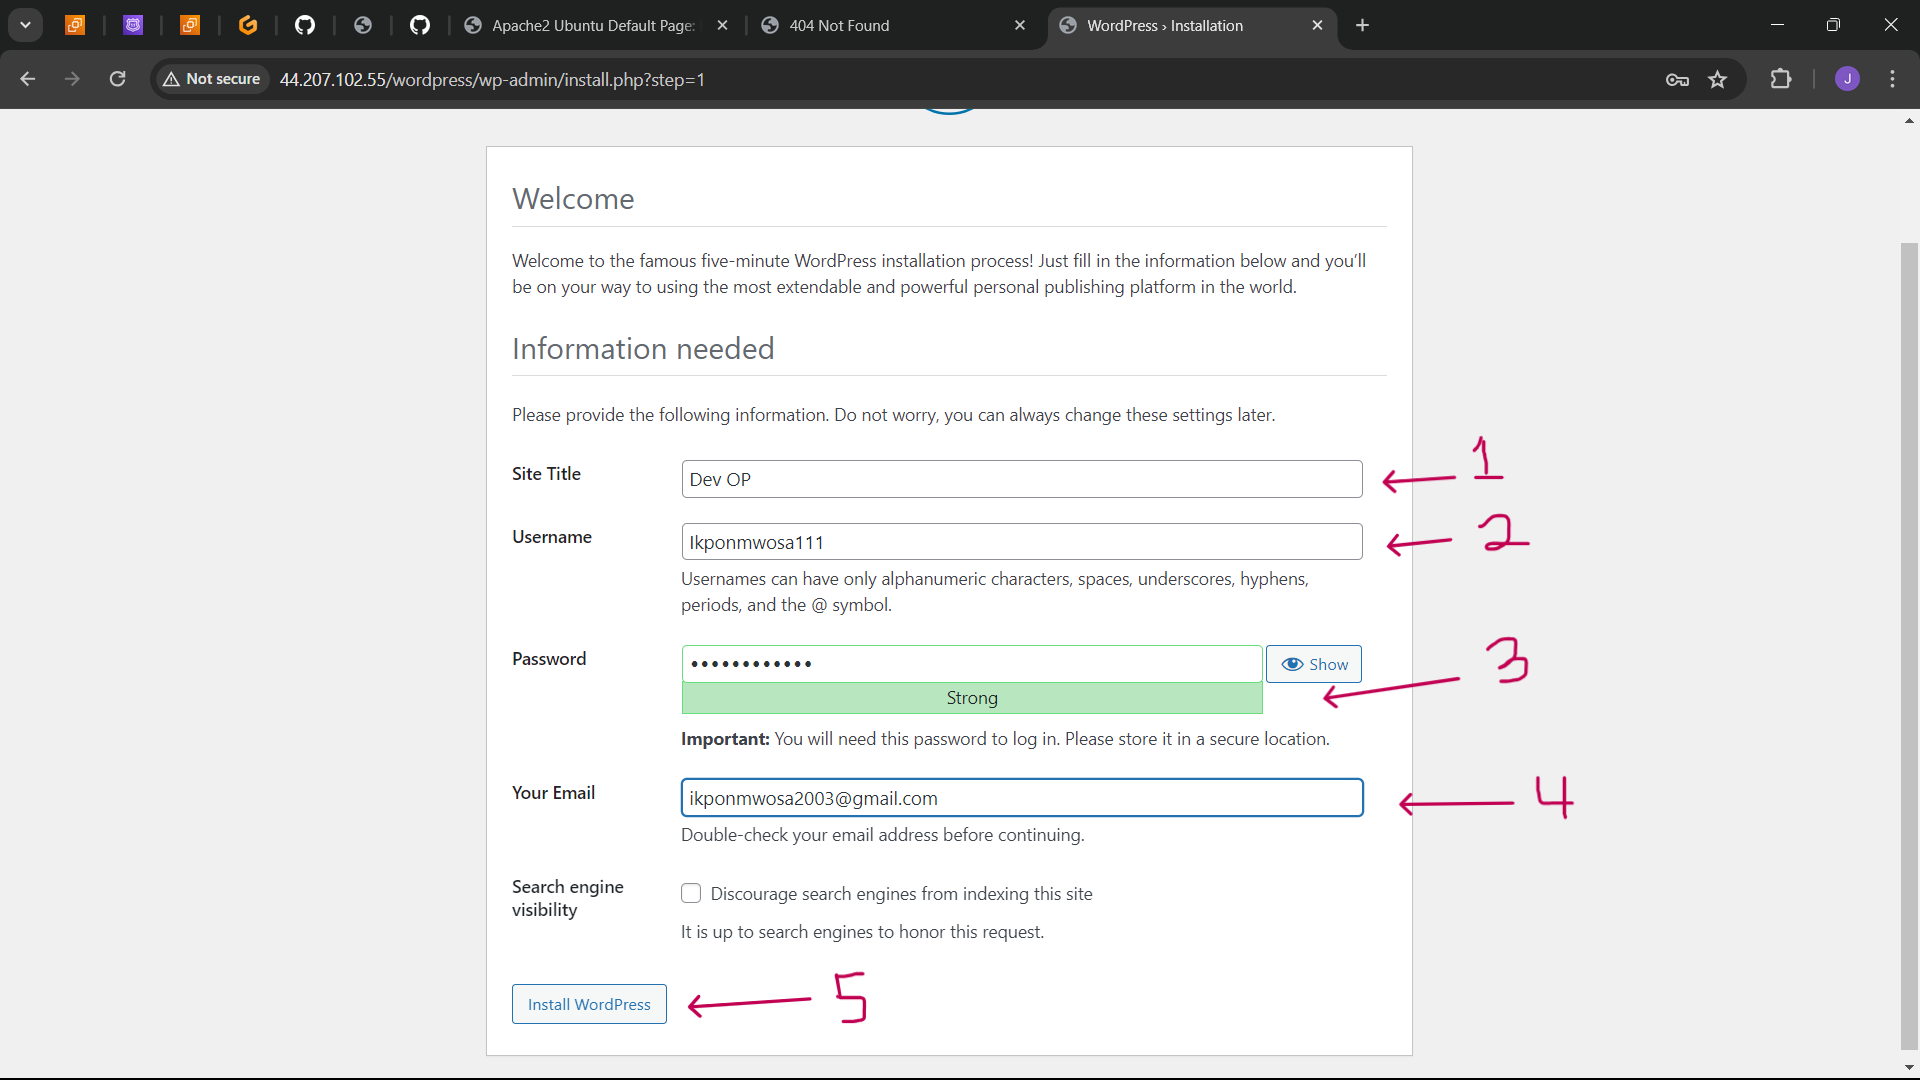 Apache2 Ubuntu Default Page:
404 Not Found
WordPress › Installation
Not secure
44.207.102.55/wordpress/wp-admin/install.php?step=1
J
Welcome
Welcome to the famous five-minute WordPress installation process! Just fill in the information below and you’ll
be on your way to using the most extendable and powerful personal publishing platform in the world.
Information needed
Please provide the following information. Do not worry, you can always change these settings later.
Site Title
Dev OP
1
Username
Ikponmwosa111
2
Usernames can have only alphanumeric characters, spaces, underscores, hyphens,
periods, and the @ symbol.
Password
••••••••••••
Show
3
Strong
Important: You will need this password to log in. Please store it in a secure location.
Your Email
ikponmwosa2003@gmail.com
4
Double-check your email address before continuing.
Search engine
visibility
Discourage search engines from indexing this site
It is up to search engines to honor this request.
Install WordPress
5